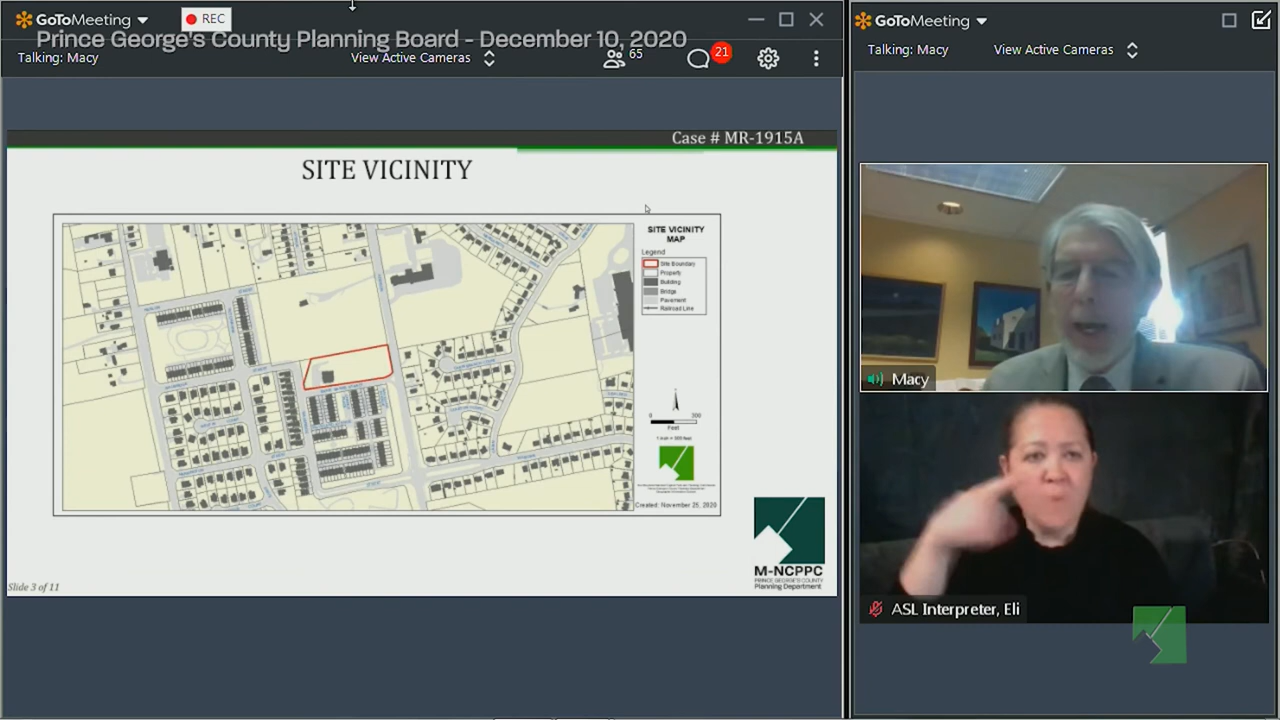 GoToMeeting
REC
Prince George's County Planning Board - December 10, 2020
Talking: Macy
View Active Cameras
65
21
Case # MR-1915A
SITE VICINITY
SITE VICINITY
MAP
Legend
Site Boundary
Property
Building
Bridge
Pavement
Railroad Line
0
Feet
Created: November 25, 2020
M-NCPPC
PRINCE GEORGE'S COUNTY
Planning Department
Slide 3 of 11
GoToMeeting
Talking: Macy
View Active Cameras
Macy
ASL Interpreter, Eli